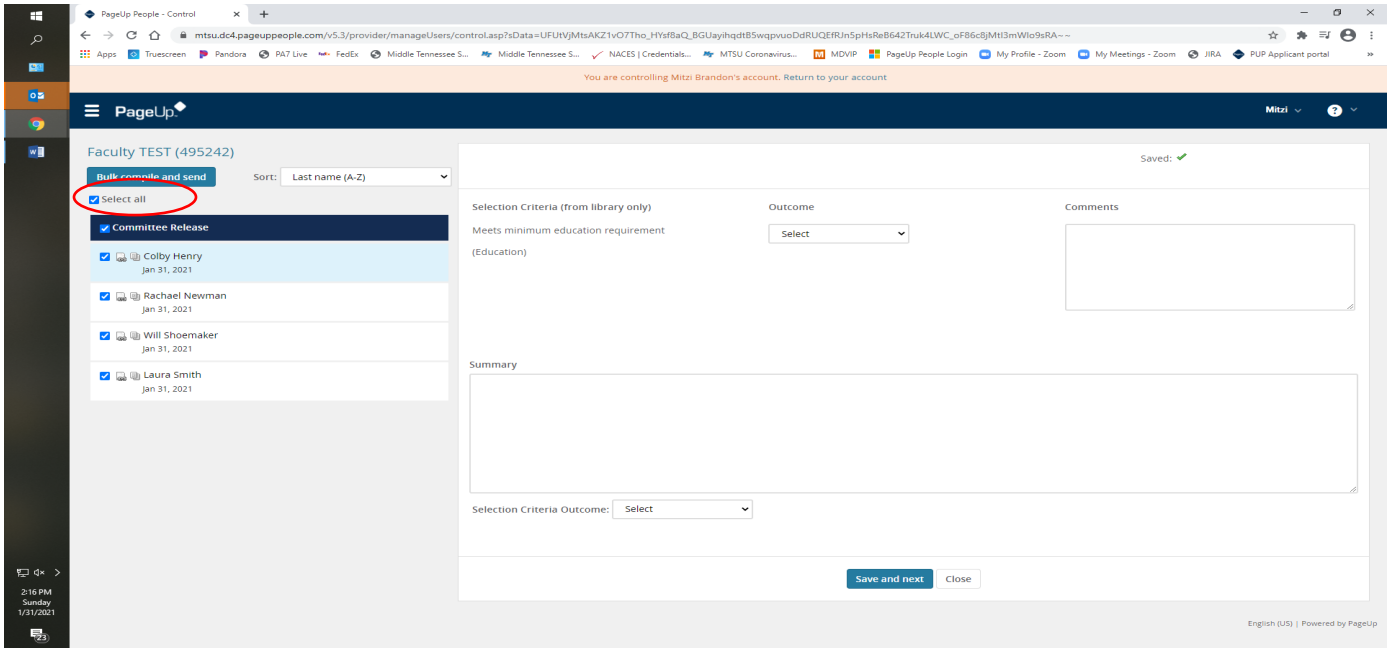 PageUp People - Control
mtsu.dc4.pageuppeople.com/v5.3/provider/manageUsers/control.asp?sData=UFUtVjMtsAKZ1vO7Tho_HYsf8aQ_BGUayihqdtB5wqpvuoDdRUQEfRJn5pHsReB642Truk4LWC_oF86c8jMtI3mWIo9sRA~~
Apps Truescreen Pandora PA7 Live FedEx Middle Tennessee S... Middle Tennessee S... NACES | Credentials... MTSU Coronavirus... MDVIP PageUp People Login My Profile - Zoom My Meetings - Zoom JIRA PUP Applicant portal »
You are controlling Mitzi Brandon's account. Return to your account
PageUp. Mitzi ?
Faculty TEST (495242)
Saved:
Bulk compile and send Sort: Last name (A-Z)
Select all
Selection Criteria (from library only) Outcome Comments
Committee Release
Meets minimum education requirement
Select
(Education)
Colby Henry
Jan 31, 2021
Rachael Newman
Jan 31, 2021
Will Shoemaker
Jan 31, 2021
Summary
Laura Smith
Jan 31, 2021
Selection Criteria Outcome: Select
Save and next Close
2:16 PM
Sunday
1/31/2021
English (US) | Powered by PageUp
23